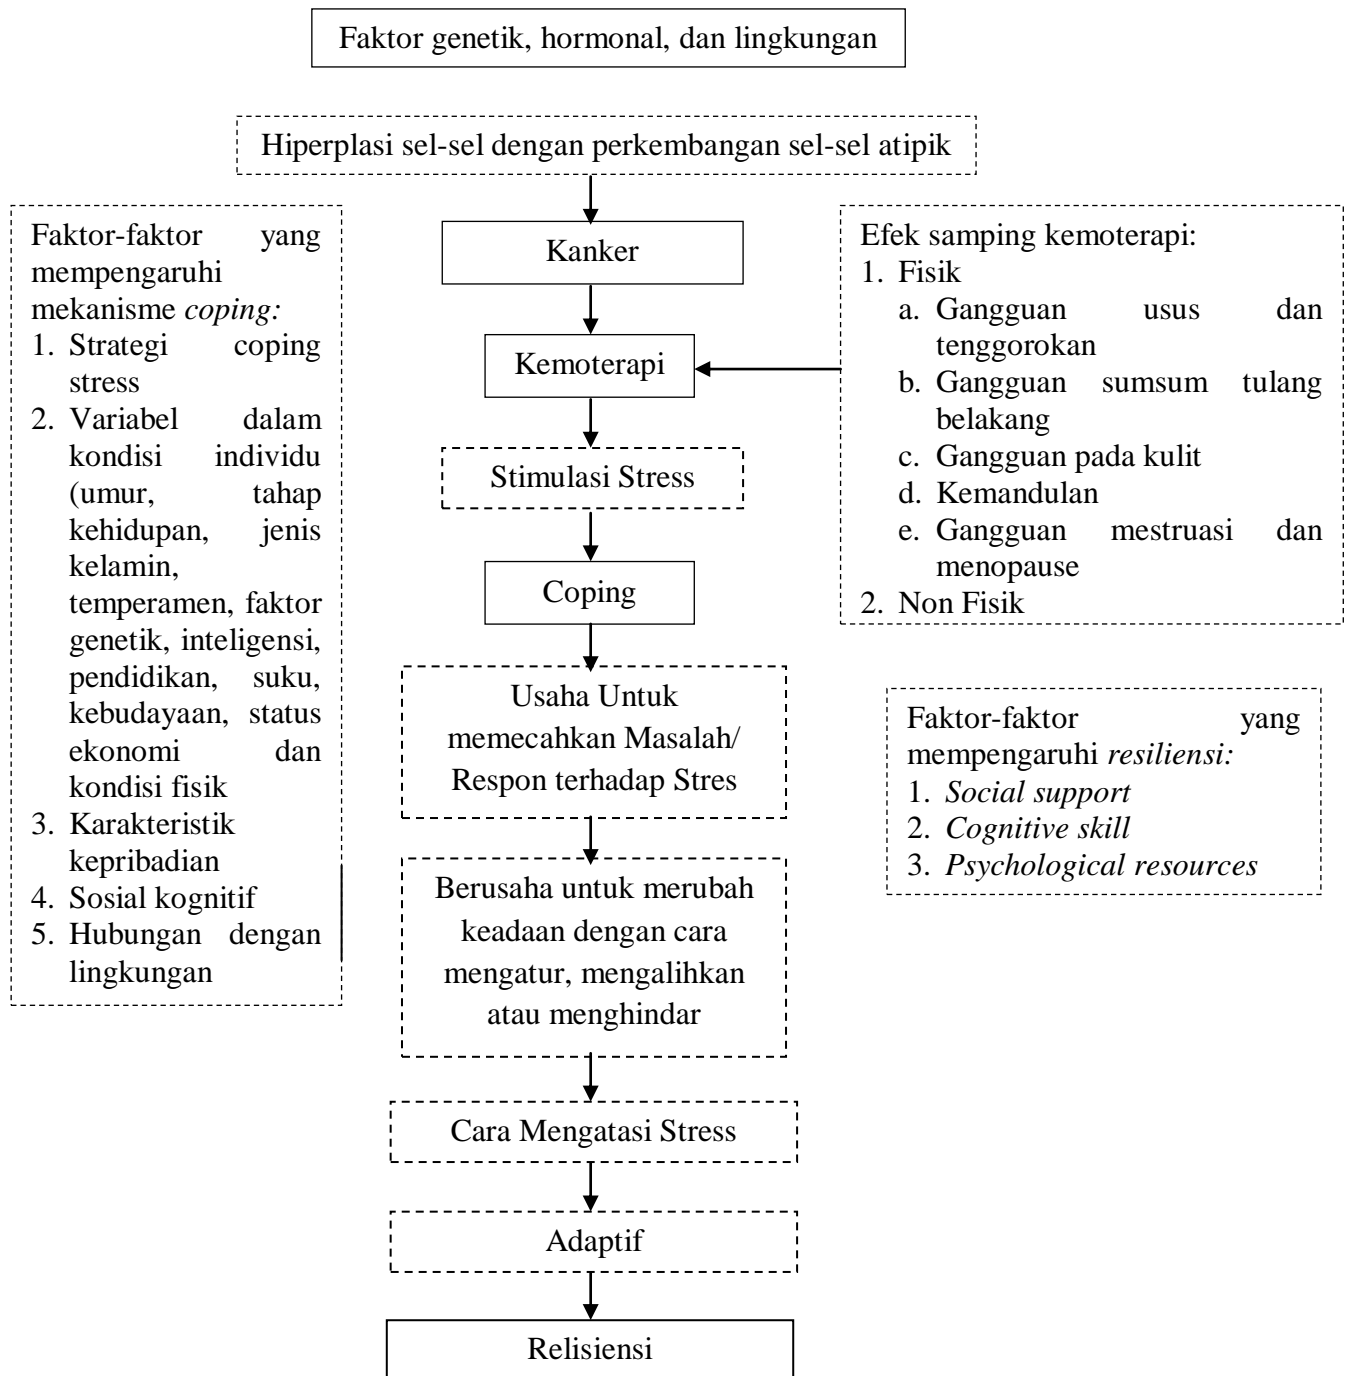 Faktor genetik, hormonal, dan lingkungan
Hiperplasi sel-sel dengan perkembangan sel-sel atipik
Faktor-faktor yang
mempengaruhi
mekanisme coping:
1. Strategi coping
stress
2. Variabel dalam
kondisi individu
(umur, tahap
kehidupan, jenis
kelamin,
temperamen, faktor
genetik, inteligensi,
pendidikan, suku,
kebudayaan, status
ekonomi dan
kondisi fisik
3. Karakteristik
kepribadian
4. Sosial kognitif
5. Hubungan dengan
lingkungan
Kanker
Kemoterapi
Stimulasi Stress
Coping
Usaha Untuk
memecahkan Masalah/
Respon terhadap Stres
Berusaha untuk merubah
keadaan dengan cara
mengatur, mengalihkan
atau menghindar
Cara Mengatasi Stress
Adaptif
Relisiensi
Efek samping kemoterapi:
1. Fisik
a. Gangguan usus dan
tenggorokan
b. Gangguan sumsum tulang
belakang
c. Gangguan pada kulit
d. Kemandulan
e. Gangguan mestruasi dan
menopause
2. Non Fisik
Faktor-faktor yang
mempengaruhi resiliensi:
1. Social support
2. Cognitive skill
3. Psychological resources